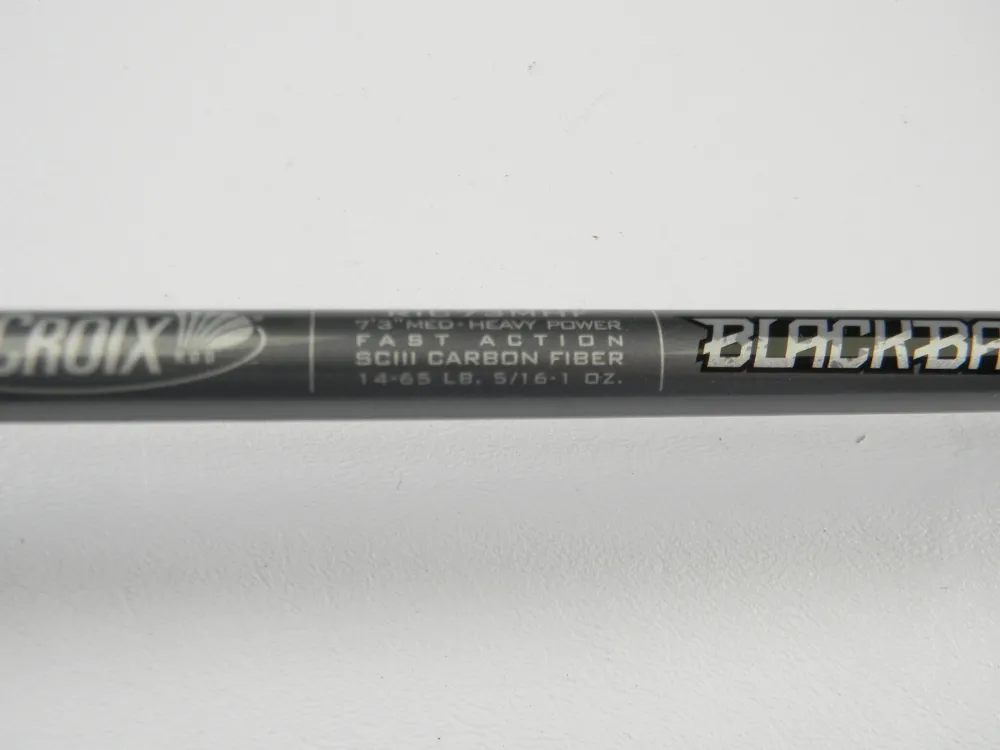 CROIX
7'3" MED-HEAVY POWER
FAST ACTION
SCIII CARBON FIBER
14-65 LB. 5/16-1 OZ.
BLACKBA